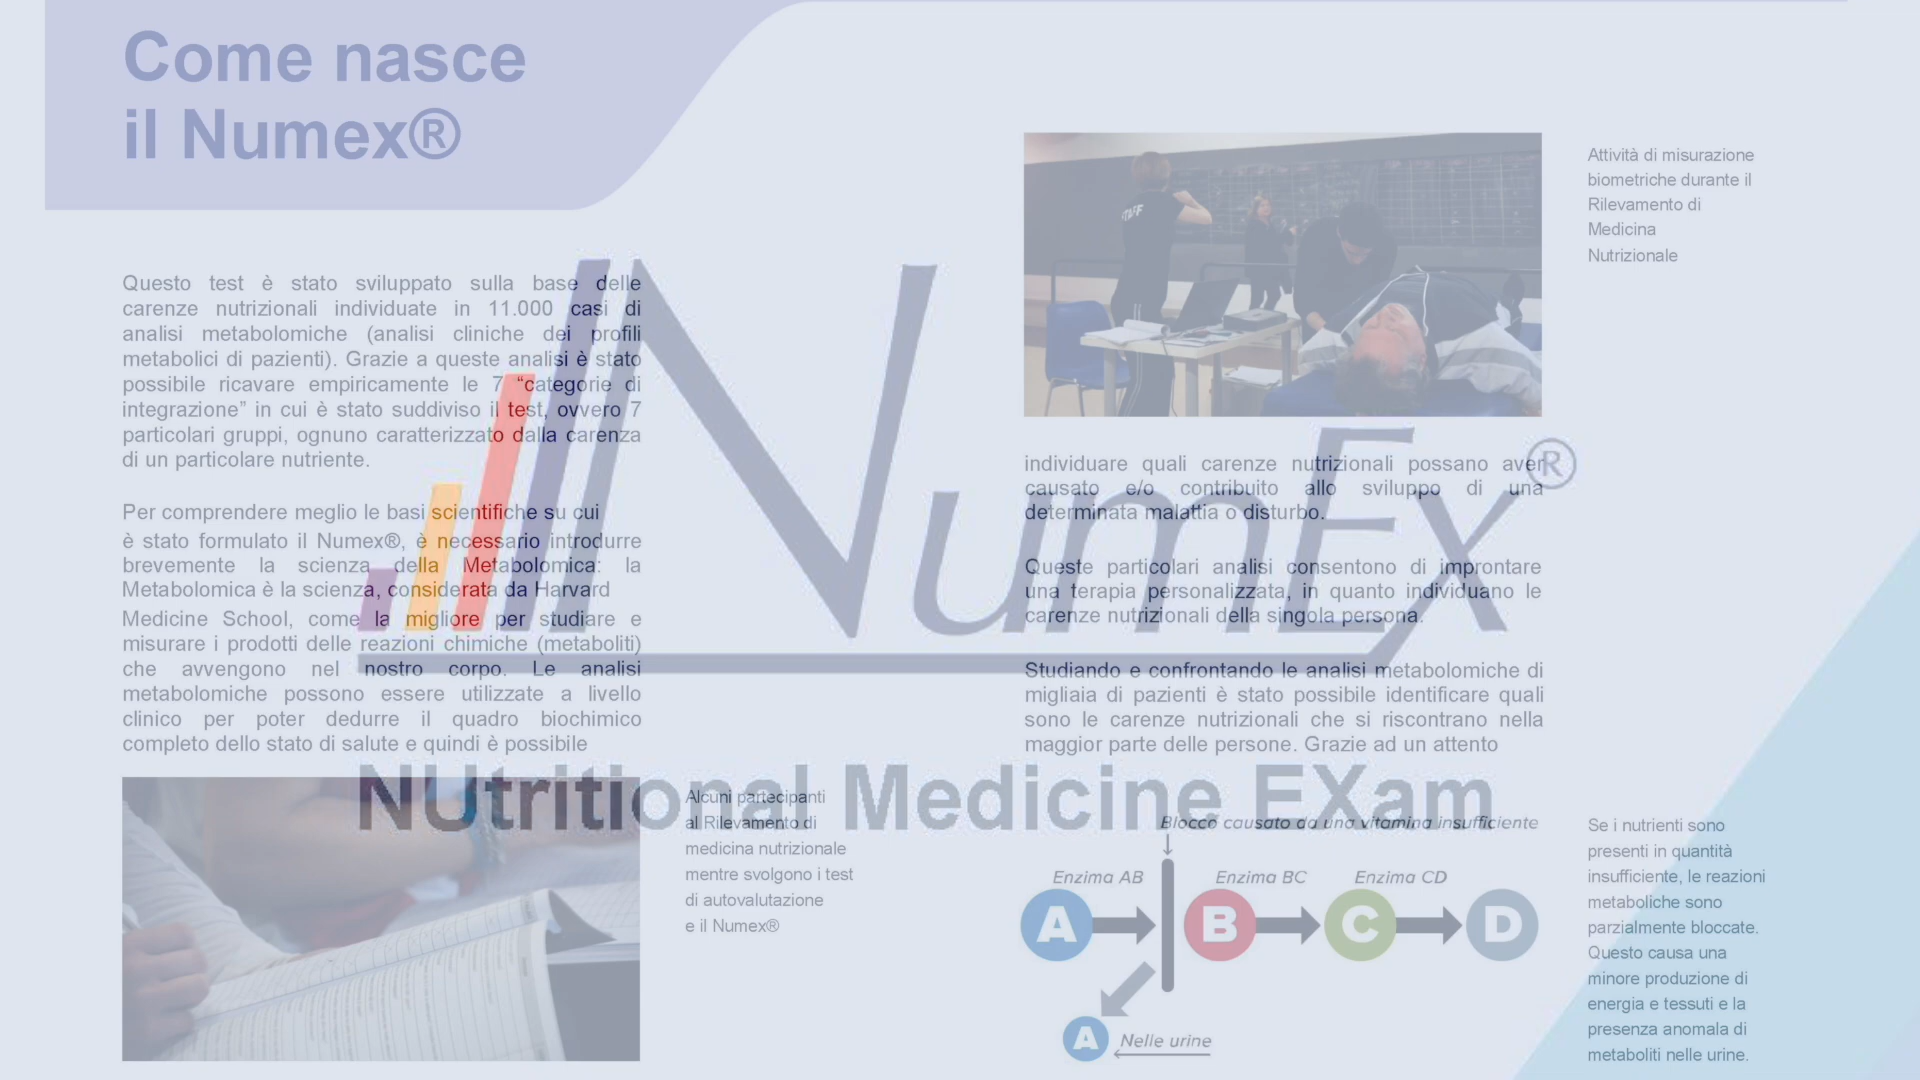 Come nasce
il Numex®
Questo test è stato sviluppato sulla base delle
carenze nutrizionali individuate in 11.000 casi di
analisi metabolomiche (analisi cliniche dei profili
metabolici di pazienti). Grazie a queste analisi è stato
possibile ricavare empiricamente le 7 “categorie di
integrazione” in cui è stato suddiviso il test, ovvero 7
particolari gruppi, ognuno caratterizzato dalla carenza
di un particolare nutriente.
Per comprendere meglio le basi scientifiche su cui
è stato formulato il Numex®, è necessario introdurre
brevemente la scienza della Metabolomica: la
Metabolomica è la scienza, considerata da Harvard
Medicine School, come la migliore per studiare e
misurare i prodotti delle reazioni chimiche (metaboliti)
che avvengono nel nostro corpo. Le analisi
metabolomiche possono essere utilizzate a livello
clinico per poter dedurre il quadro biochimico
completo dello stato di salute e quindi è possibile
Alcuni partecipanti
al Rilevamento di
medicina nutrizionale
mentre svolgono i test
di autovalutazione
e il Numex®
STAFF
Attività di misurazione
biometriche durante il
Rilevamento di
Medicina
Nutrizionale
individuare quali carenze nutrizionali possano aver
causato e/o contribuito allo sviluppo di una
determinata malattia o disturbo.
Queste particolari analisi consentono di improntare
una terapia personalizzata, in quanto individuano le
carenze nutrizionali della singola persona.
Studiando e confrontando le analisi metabolomiche di
migliaia di pazienti è stato possibile identificare quali
sono le carenze nutrizionali che si riscontrano nella
maggior parte delle persone. Grazie ad un attento
NumEx®
NUtritional Medicine EXam
Blocco causato da una vitamina insufficiente
Enzima AB Enzima BC Enzima CD
A B C D
A Nelle urine
Se i nutrienti sono
presenti in quantità
insufficiente, le reazioni
metaboliche sono
parzialmente bloccate.
Questo causa una
minore produzione di
energia e tessuti e la
presenza anomala di
metaboliti nelle urine.